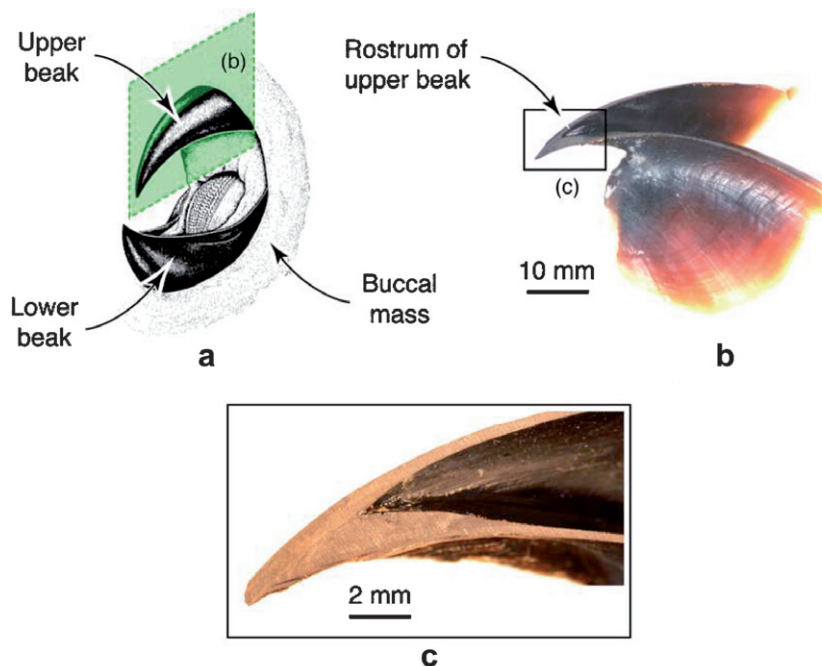 Upper
beak
(b)
Lower
beak
Buccal
mass
a
Rostrum of
upper beak
(c)
10 mm
b
2 mm
c